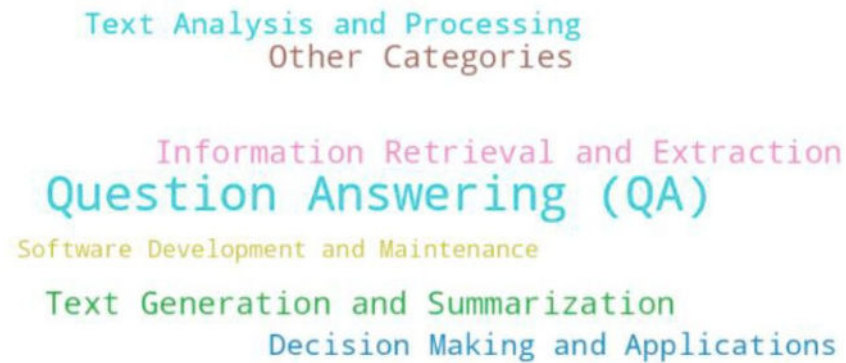 Text Analysis and Processing
Other Categories
Information Retrieval and Extraction
Question Answering (QA)
Software Development and Maintenance
Text Generation and Summarization
Decision Making and Applications